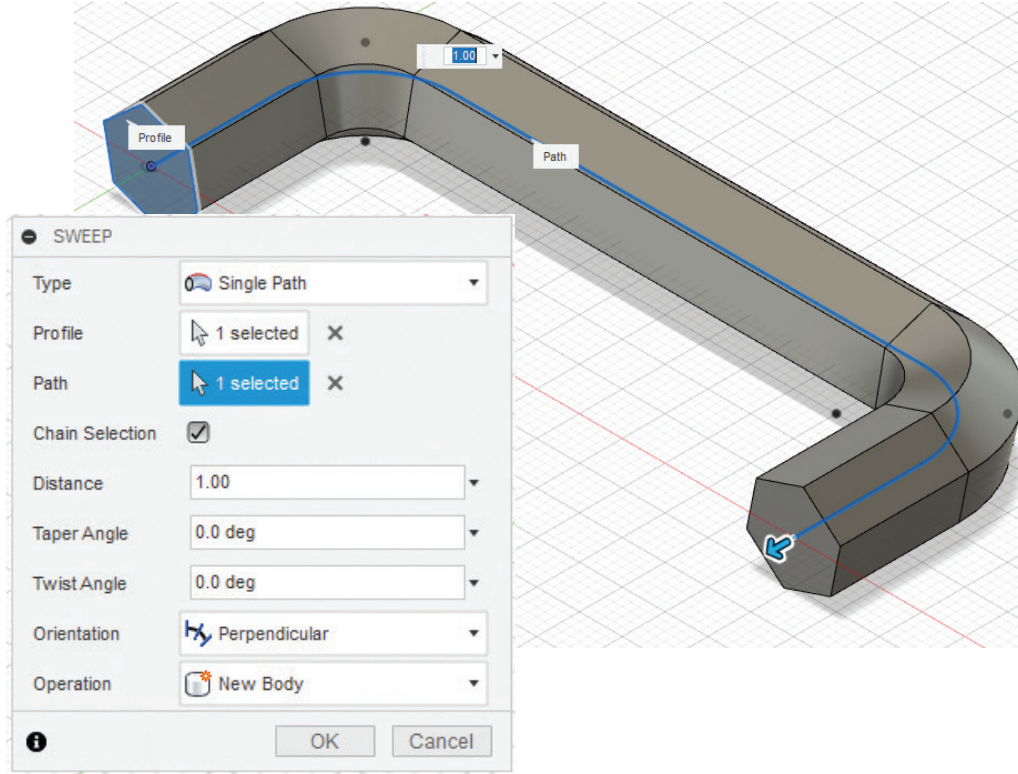 1.00
Profile
Path
SWEEP
Type Single Path
Profile 1 selected
Path 1 selected
Chain Selection
Distance 1.00
Taper Angle 0.0 deg
Twist Angle 0.0 deg
Orientation Perpendicular
Operation New Body
OK Cancel